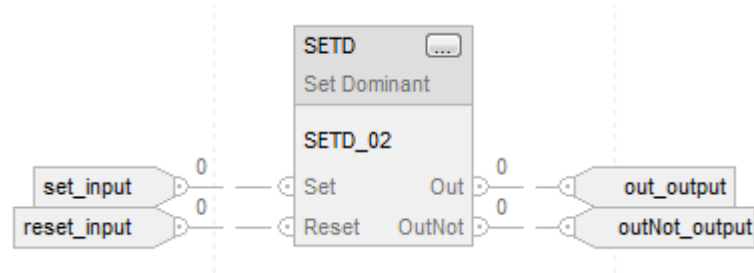 SETD ...
Set Dominant
SETD_02
0 0
set_input Set Out out_output
0 0
reset_input Reset OutNot outNot_output